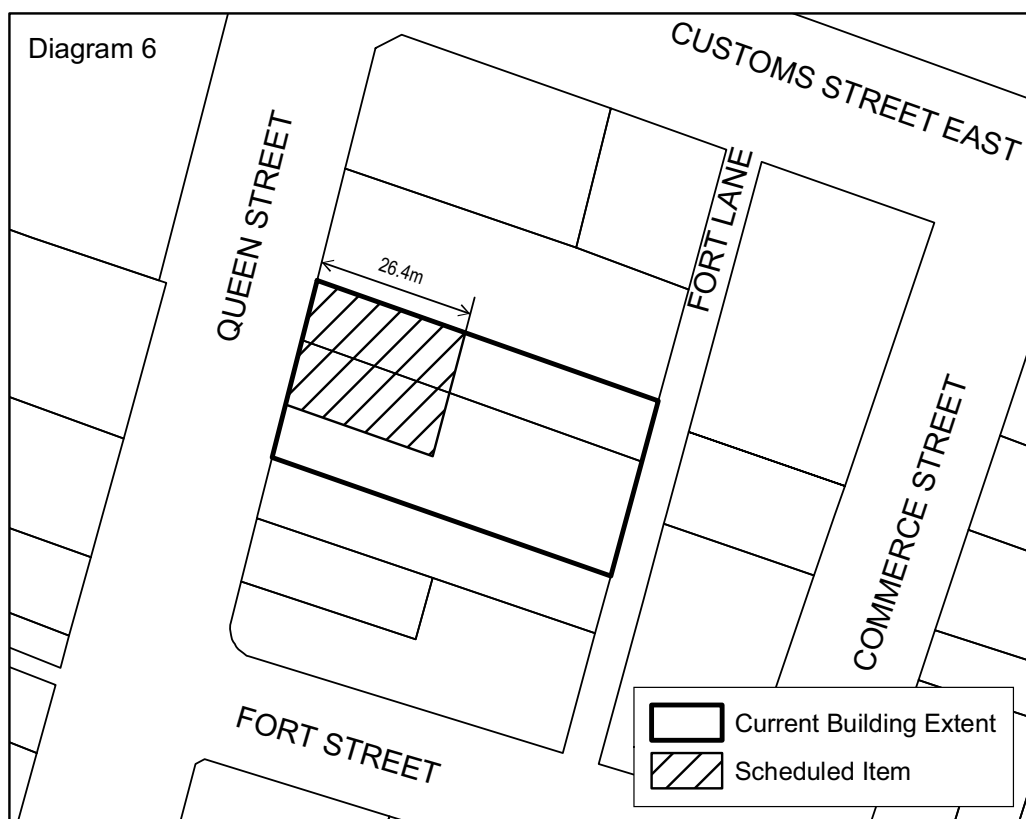 Diagram 6
CUSTOMS STREET EAST
QUEEN STREET
FORT LANE
26.4m
COMMERCE STREET
FORT STREET
Current Building Extent
Scheduled Item